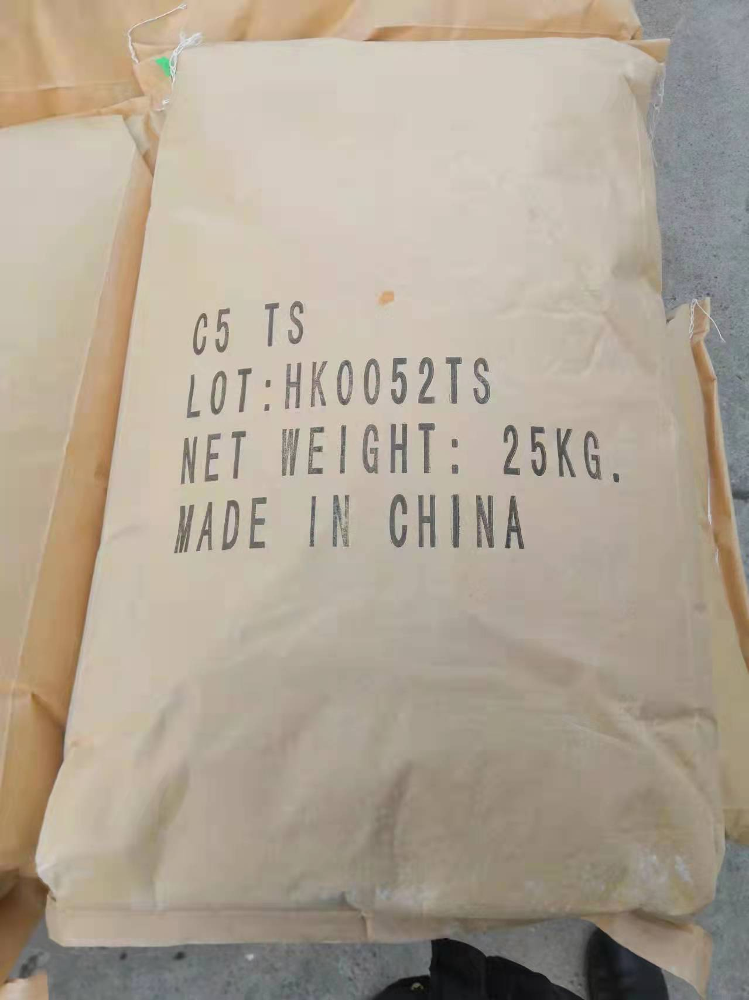 C5 TS
LOT:HK0052TS
NET WEIGHT: 25KG.
MADE IN CHINA